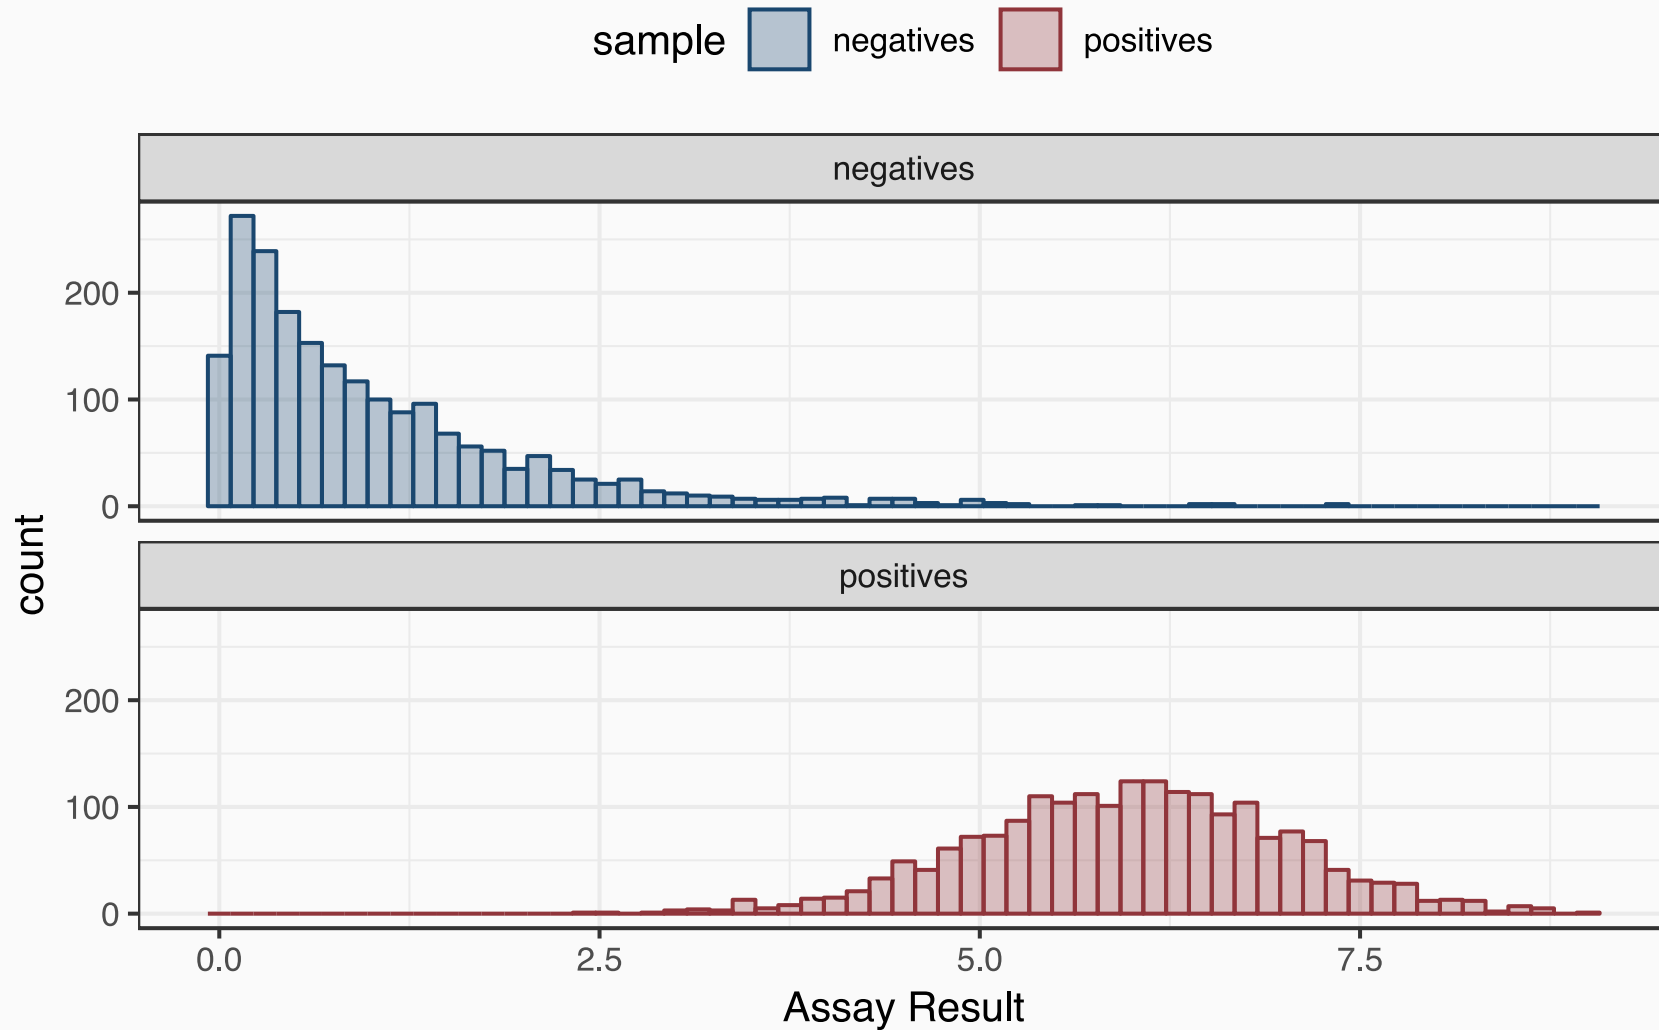 sample negatives positives
negatives
200
100
0
count
positives
200
100
0
0.0 2.5 5.0 7.5
Assay Result